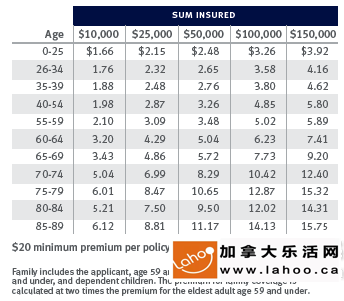 SUM INSURED
Age $10,000 $25,000 $50,000 $100,000 $150,000
0-25 $1.66 $2.15 $2.48 $3.26 $3.92
26-34 1.76 2.32 2.65 3.58 4.16
35-39 1.88 2.48 2.76 3.80 4.62
40-54 1.98 2.87 3.26 4.85 5.80
55-59 2.10 3.09 3.48 5.02 5.89
60-64 3.20 4.29 5.04 6.23 7.41
65-69 3.43 4.86 5.72 7.73 9.20
70-74 5.04 6.99 8.29 10.42 12.40
75-79 6.01 8.47 10.65 12.87 15.32
80-84 5.21 7.50 9.50 12.02 14.31
85-89 6.12 8.81 11.17 14.13 15.75
$20 minimum premium per policy
Family includes the applicant, age 59
and under, and dependent children. The premium for family coverage is
calculated at two times the premium for the eldest adult age 59 and under.
lahoo
加拿大乐活网
www.lahoo.ca